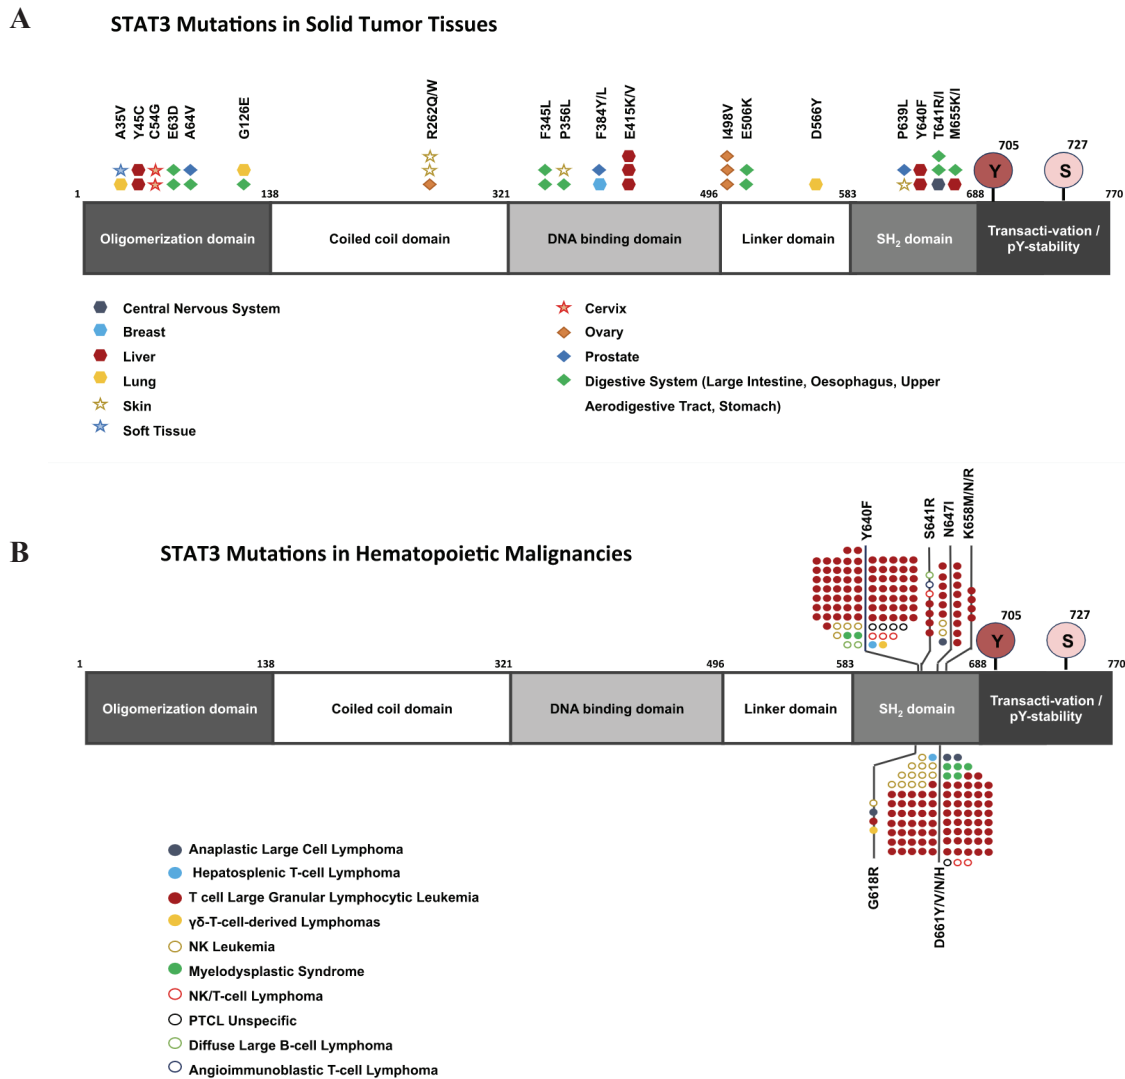 A
STAT3 Mutations in Solid Tumor Tissues
A35V
Y45C
C54G
E63D
A64V
G126E
R262Q/W
F345L
P356L
F384Y/L
E415K/V
I498V
E506K
D566Y
P639L
Y640F
T641R/I
M655K/I
705
727
Y
S
1
138
321
496
583
688
770
Oligomerization domain
Coiled coil domain
DNA binding domain
Linker domain
SH2 domain
Transacti-vation /
pY-stability
Central Nervous System
Breast
Liver
Lung
Skin
Soft Tissue
Cervix
Ovary
Prostate
Digestive System (Large Intestine, Oesophagus, Upper
Aerodigestive Tract, Stomach)
B
STAT3 Mutations in Hematopoietic Malignancies
Y640F
S641R
N647I
K658M/N/R
705
727
Y
S
1
138
321
496
583
688
770
Oligomerization domain
Coiled coil domain
DNA binding domain
Linker domain
SH2 domain
Transacti-vation /
pY-stability
G618R
D661Y/V/N/H
Anaplastic Large Cell Lymphoma
Hepatosplenic T-cell Lymphoma
T cell Large Granular Lymphocytic Leukemia
γδ-T-cell-derived Lymphomas
NK Leukemia
Myelodysplastic Syndrome
NK/T-cell Lymphoma
PTCL Unspecific
Diffuse Large B-cell Lymphoma
Angioimmunoblastic T-cell Lymphoma